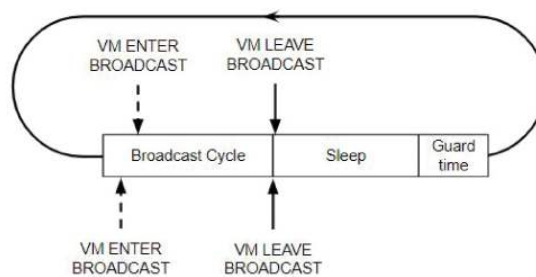 VM ENTER
BROADCAST
VM LEAVE
BROADCAST
Broadcast Cycle
Sleep
Guard
time
VM ENTER
BROADCAST
VM LEAVE
BROADCAST